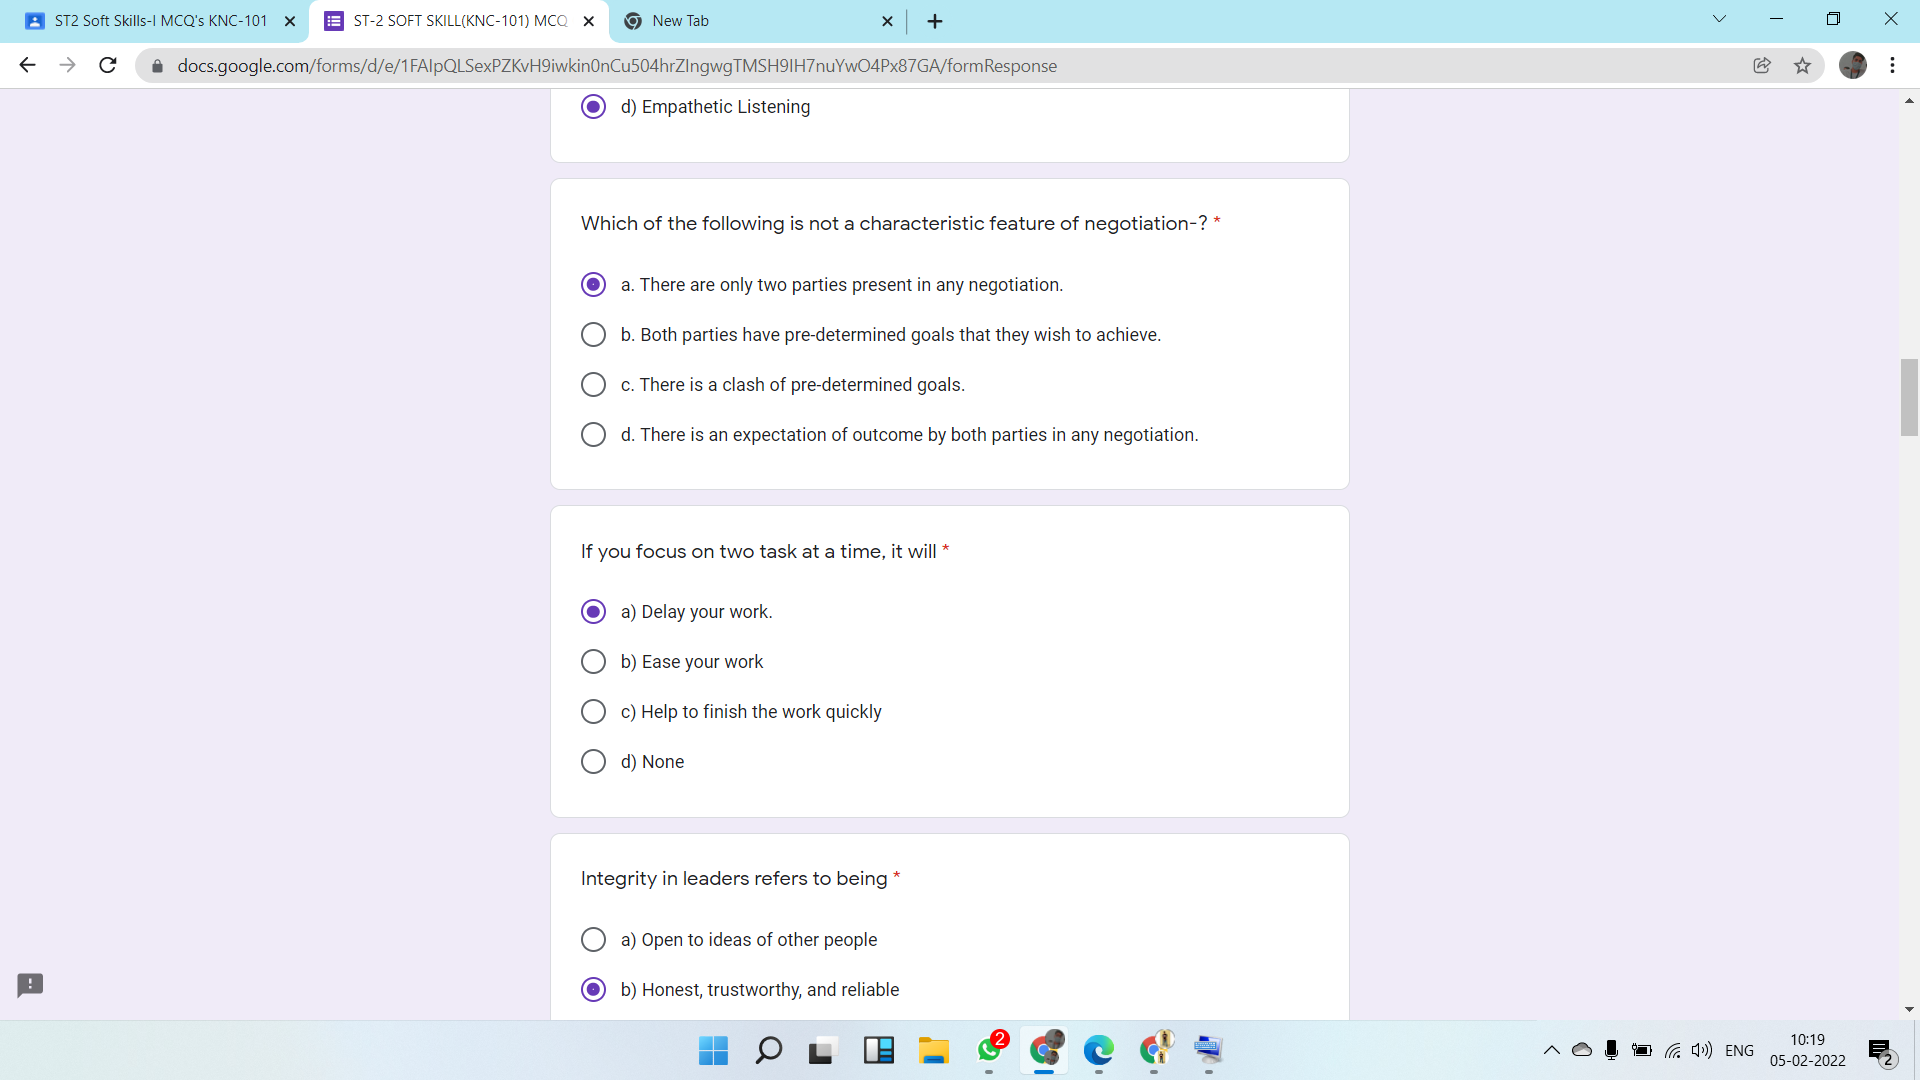 ST2 Soft Skills-I MCQ's KNC-101
ST-2 SOFT SKILL(KNC-101) MCQ
New Tab
docs.google.com/forms/d/e/1FAIpQLSexPZKvH9iwkin0nCu504hrZIngwgTMSH9IH7nuYwO4Px87GA/formResponse
d) Empathetic Listening
Which of the following is not a characteristic feature of negotiation-? *
a. There are only two parties present in any negotiation.
b. Both parties have pre-determined goals that they wish to achieve.
c. There is a clash of pre-determined goals.
d. There is an expectation of outcome by both parties in any negotiation.
If you focus on two task at a time, it will *
a) Delay your work.
b) Ease your work
c) Help to finish the work quickly
d) None
Integrity in leaders refers to being *
a) Open to ideas of other people
b) Honest, trustworthy, and reliable
2
ENG
10:19
05-02-2022
2